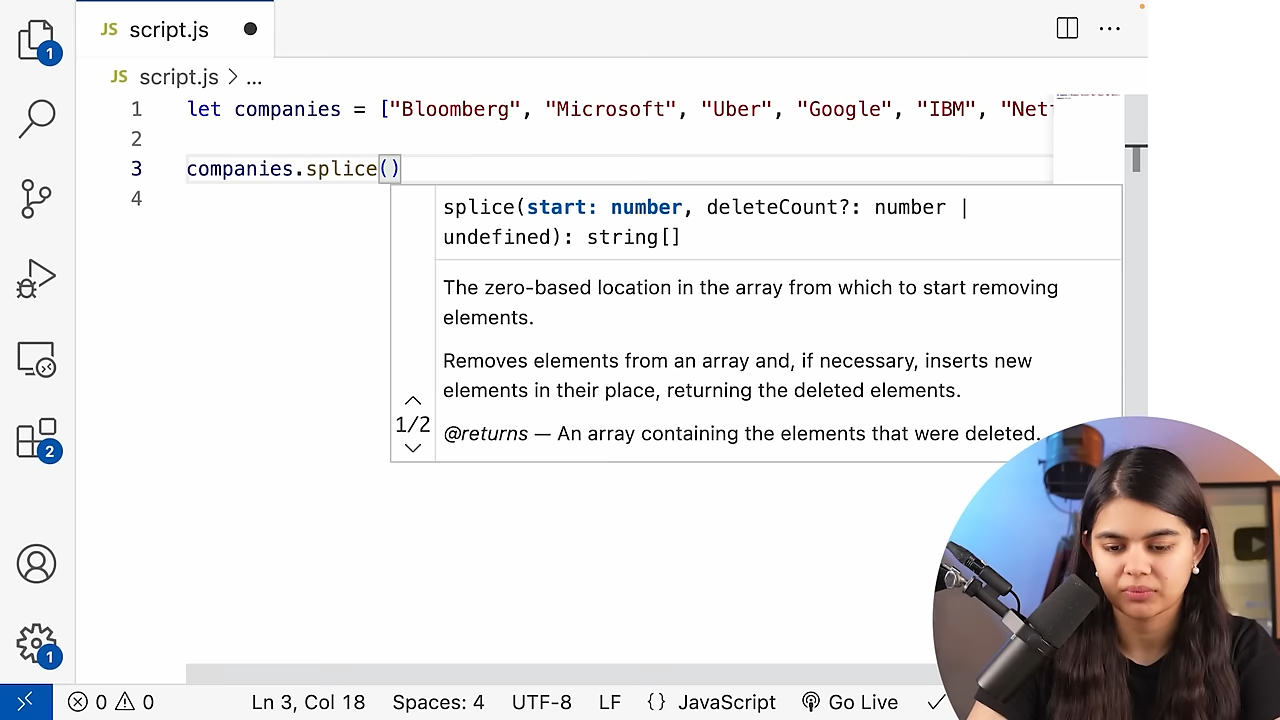 JS script.js
1
JS script.js > ...
1 let companies = ["Bloomberg", "Microsoft", "Uber", "Google", "IBM", "Net
2
3 companies.splice()
4
splice(start: number, deleteCount?: number |
undefined): string[]
The zero-based location in the array from which to start removing
elements.
Removes elements from an array and, if necessary, inserts new
elements in their place, returning the deleted elements.
1/2
@returns — An array containing the elements that were deleted.
2
1
0 0 Ln 3, Col 18 Spaces: 4 UTF-8 LF {} JavaScript Go Live